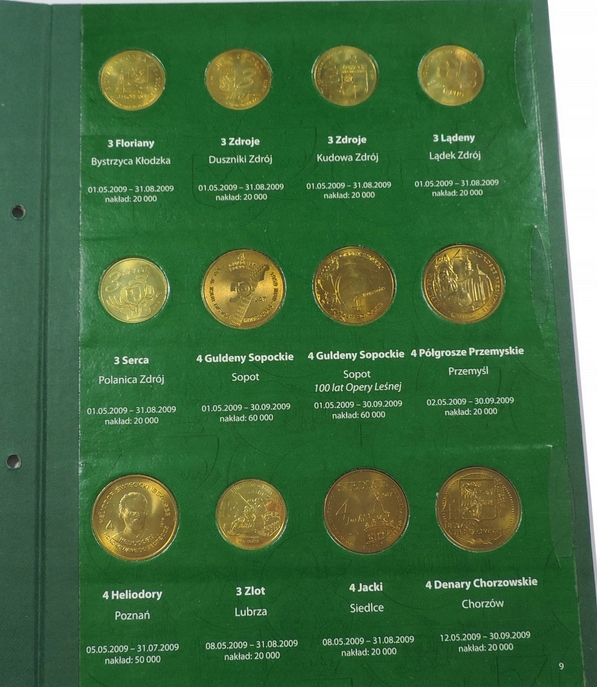 3 Floriany
Bystrzyca Kłodzka
01.05.2009 – 31.08.2009
nakład: 20 000
3 Zdroje
Duszniki Zdrój
01.05.2009 – 31.08.2009
nakład: 20 000
3 Zdroje
Kudowa Zdrój
01.05.2009 – 31.08.2009
nakład: 20 000
3 Lądeny
Lądek Zdrój
01.05.2009 – 31.08.2009
nakład: 20 000
3 Serca
Polanica Zdrój
01.05.2009 – 31.08.2009
nakład: 20 000
4 Guldeny Sopockie
Sopot
01.05.2009 – 30.09.2009
nakład: 60 000
4 Guldeny Sopockie
Sopot
100 lat Opery Leśnej
01.05.2009 – 30.09.2009
nakład: 60 000
4 Półgrosze Przemyskie
Przemyśl
02.05.2009 – 30.09.2009
nakład: 20 000
4 Heliodory
Poznań
05.05.2009 – 31.07.2009
nakład: 50 000
3 Zlot
Lubrza
08.05.2009 – 31.08.2009
nakład: 20 000
4 Jacki
Siedlce
08.05.2009 – 31.08.2009
nakład: 20 000
4 Denary Chorzowskie
Chorzów
12.05.2009 – 30.09.2009
nakład: 20 000
9